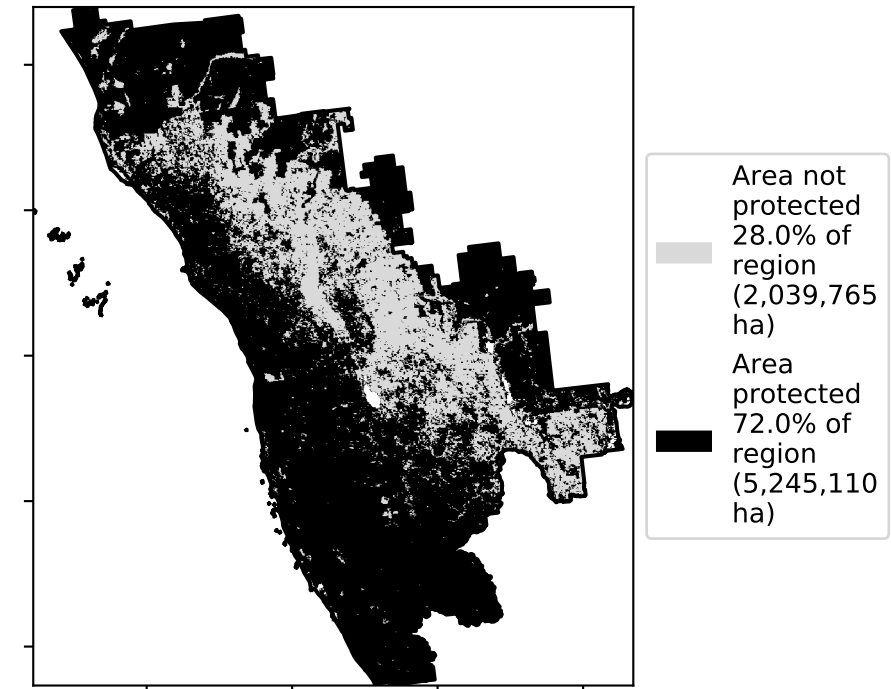 Area not
protected
28.0% of
region
(2,039,765
ha)
Area
protected
72.0% of
region
(5,245,110
ha)